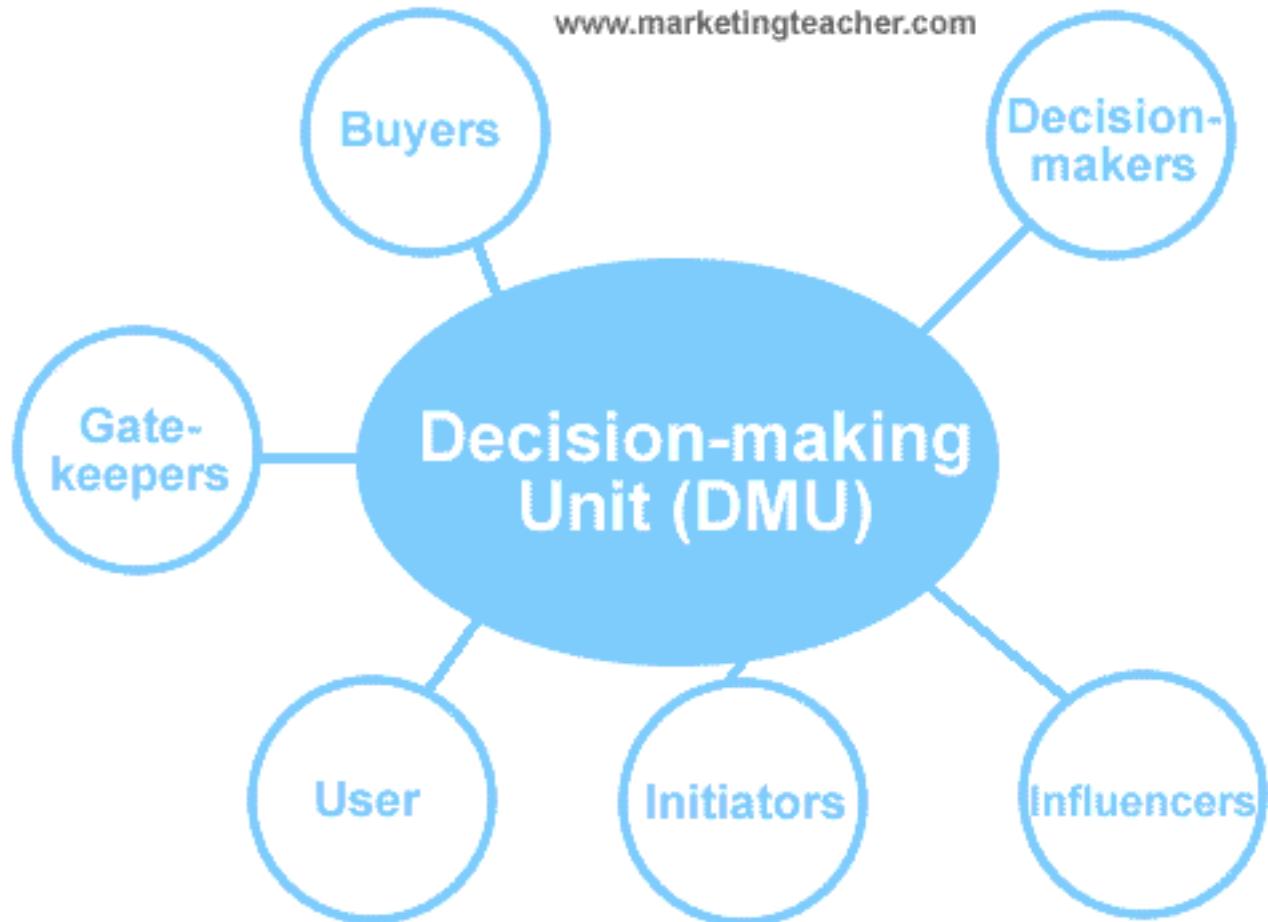 www.marketingteacher.com
Buyers
Decision-
makers
Gate-
keepers
Decision-making
Unit (DMU)
User
Initiators
Influencers